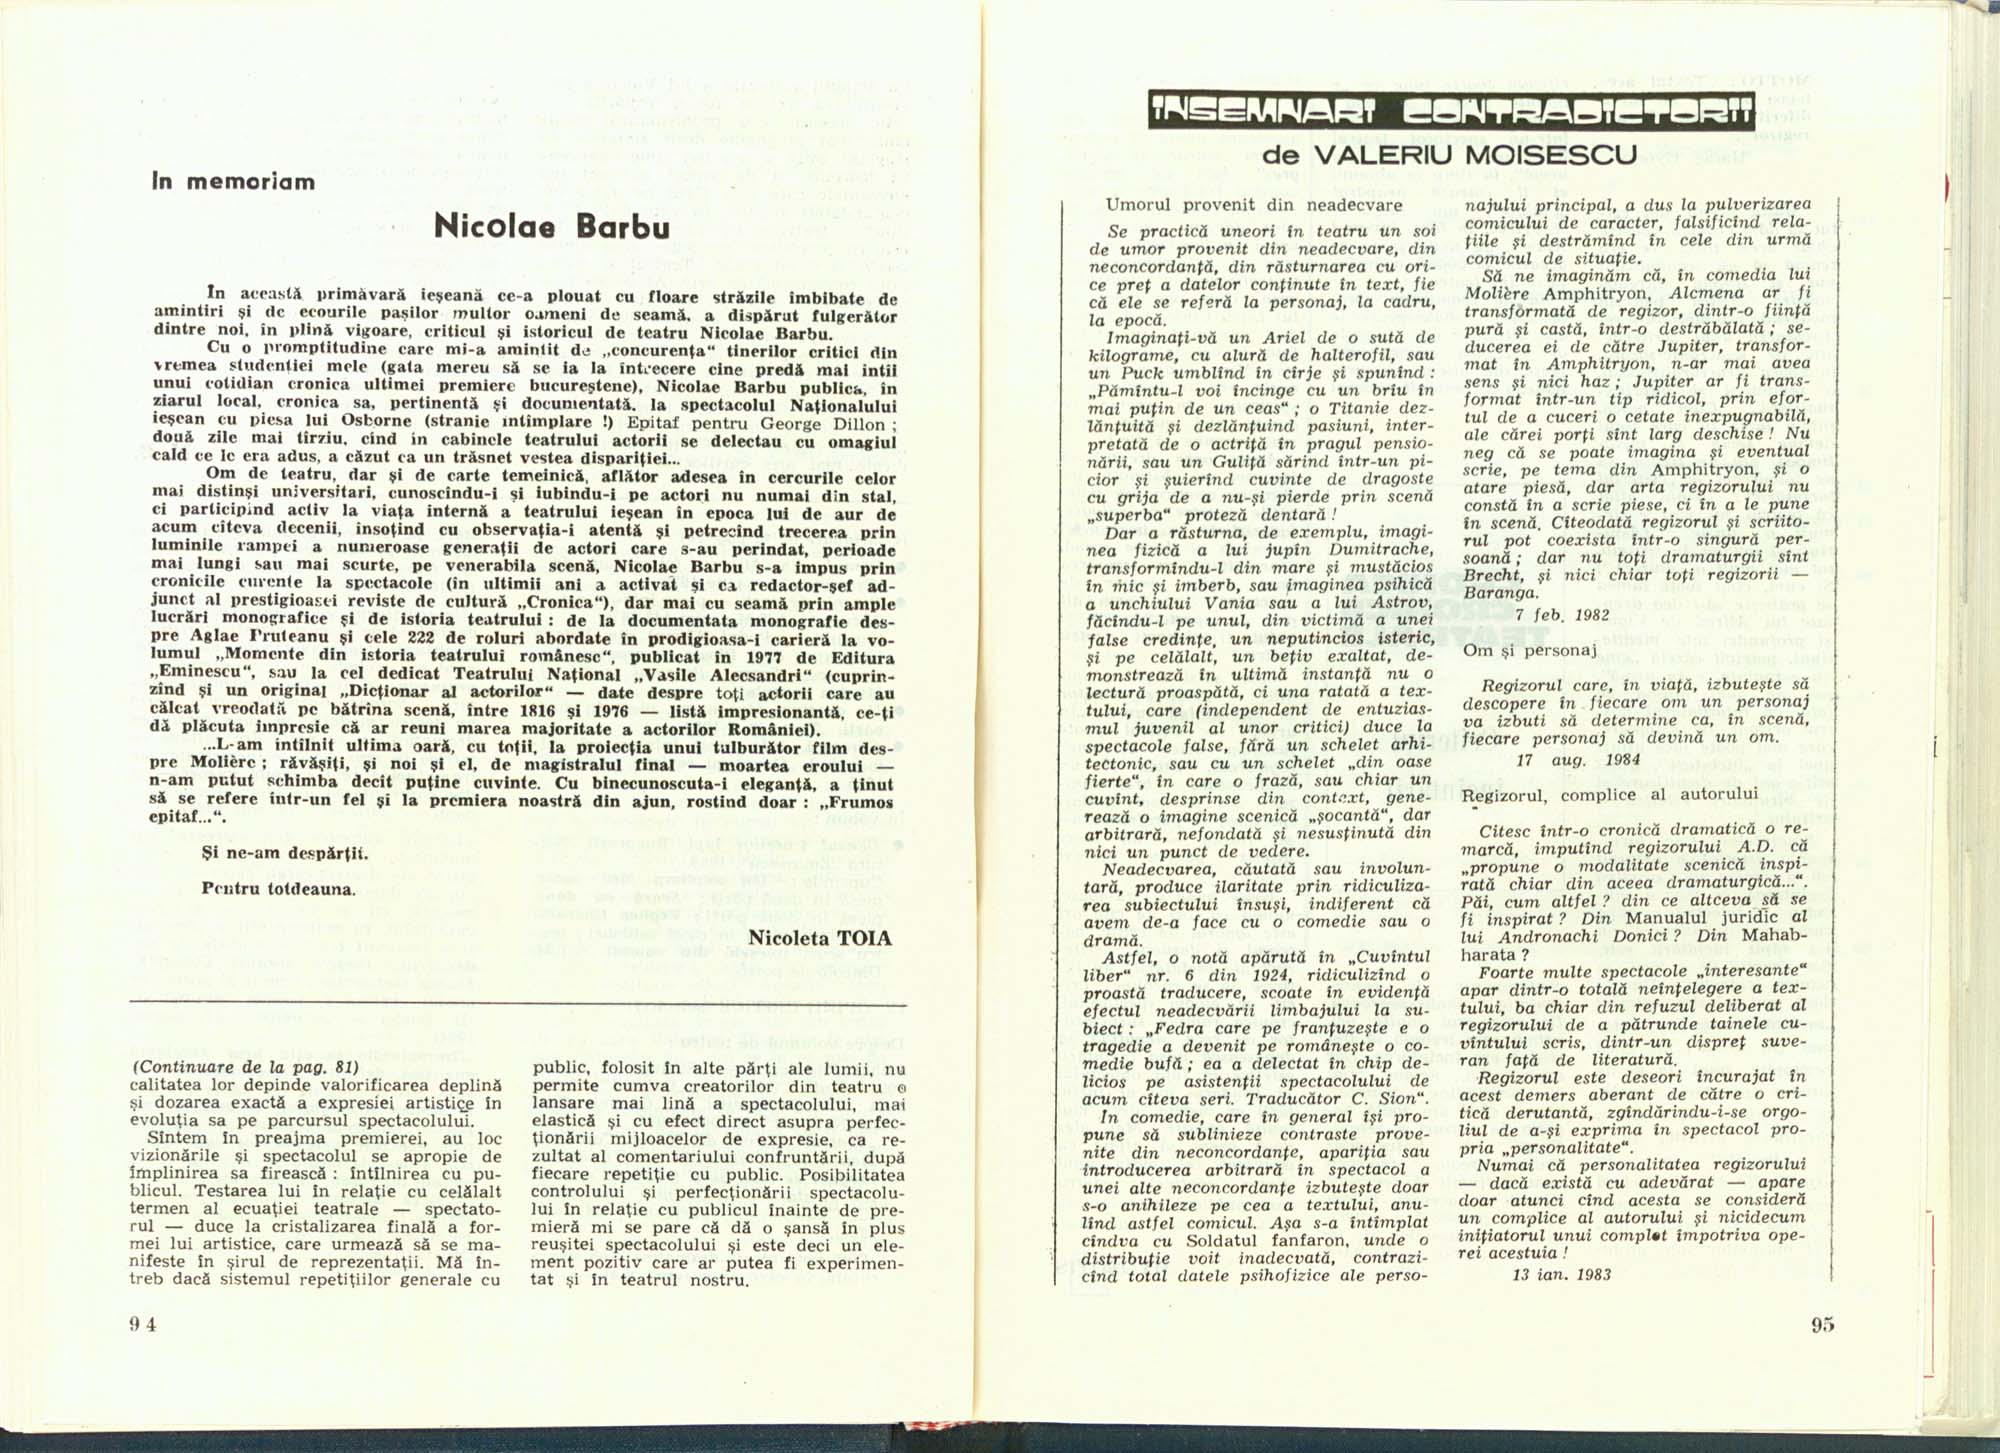 In memoriam
Nicolae Barbu
În această primăvară ieșeană ce-a plouat cu floare străzile îmbibate de
amintiri și de ecourile pașilor multor oameni de seamă, a dispărut fulgerător
dintre noi, în plină vigoare, criticul și istoricul de teatru Nicolae Barbu.
Cu o promptitudine care mi-a amintit de „concurența“ tinerilor critici din
vremea studenției mele (gata mereu să se ia la întrecere cine predă mai întîi
unui cotidian cronica ultimei premiere bucureștene), Nicolae Barbu publica, în
ziarul local, cronica sa, pertinentă și documentată, la spectacolul Naționalului
ieșean cu piesa lui Osborne (stranie întîmplare !) Epitaf pentru George Dillon ;
două zile mai tîrziu, cînd în cabinele teatrului actorii se delectau cu omagiul
cald ce le era adus, a căzut ca un trăsnet vestea dispariției...
Om de teatru, dar și de carte temeinică, aflător adesea în cercurile celor
mai distinși universitari, cunoscîndu-i și iubindu-i pe actori nu numai din stal,
ci participînd activ la viața internă a teatrului ieșean în epoca lui de aur de
acum cîteva decenii, însoțind cu observația-i atentă și petrecînd trecerea prin
luminile rampei a numeroase generații de actori care s-au perindat, perioade
mai lungi sau mai scurte, pe venerabila scenă, Nicolae Barbu s-a impus prin
cronicile curente la spectacole (în ultimii ani a activat și ca redactor-șef ad-
junct al prestigioasei reviste de cultură „Cronica“), dar mai cu seamă prin ample
lucrări monografice și de istoria teatrului : de la documentata monografie des-
pre Aglae Pruteanu și cele 222 de roluri abordate în prodigioasa-i carieră la vo-
lumul „Momente din istoria teatrului românesc“, publicat în 1977 de Editura
„Eminescu“, sau la cel dedicat Teatrului Național „Vasile Alecsandri“ (cuprin-
zînd și un original „Dicționar al actorilor“ — date despre toți actorii care au
călcat vreodată pe bătrîna scenă, între 1816 și 1976 — listă impresionantă, ce-ți
dă plăcuta impresie că ar reuni marea majoritate a actorilor României).
...L-am întîlnit ultima oară, cu toții, la proiecția unui tulburător film des-
pre Molière ; răvășiți, și noi și el, de magistralul final — moartea eroului —
n-am putut schimba decît puține cuvinte. Cu binecunoscuta-i eleganță, a ținut
să se refere într-un fel și la premiera noastră din ajun, rostind doar : „Frumos
epitaf...“.
Și ne-am despărțit.
Pentru totdeauna.
Nicoleta TOIA
(Continuare de la pag. 81)
calitatea lor depinde valorificarea deplină
și dozarea exactă a expresiei artistice în
evoluția sa pe parcursul spectacolului.
Sîntem în preajma premierei, au loc
vizionările și spectacolul se apropie de
împlinirea sa firească : întîlnirea cu pu-
blicul. Testarea lui în relație cu celălalt
termen al ecuației teatrale — spectato-
rul — duce la cristalizarea finală a for-
mei lui artistice, care urmează să se ma-
nifeste în șirul de reprezentații. Mă în-
treb dacă sistemul repetițiilor generale cu
public, folosit în alte părți ale lumii, nu
permite cumva creatorilor din teatru o
lansare mai lină a spectacolului, mai
elastică și cu efect direct asupra perfec-
ționării mijloacelor de expresie, ca re-
zultat al comentariului confruntării, după
fiecare repetiție cu public. Posibilitatea
controlului și perfecționării spectacolu-
lui în relație cu publicul înainte de pre-
mieră mi se pare că dă o șansă în plus
reușitei spectacolului și este deci un ele-
ment pozitiv care ar putea fi experimen-
tat și în teatrul nostru.
94
ÎNSEMNĂRI CONTRADICTORII
de VALERIU MOISESCU
Umorul provenit din neadecvare
Se practică uneori în teatru un soi
de umor provenit din neadecvare, din
neconcordanță, din răsturnarea cu ori-
ce preț a datelor conținute în text, fie
că ele se referă la personaj, la cadru,
la epocă.
Imaginați-vă un Ariel de o sută de
kilograme, cu alură de halterofil, sau
un Puck umblînd în cîrje și spunînd :
„Pămîntu-l voi încinge cu un brîu în
mai puțin de un ceas“ ; o Titanie dez-
lănțuită și dezlănțuind pasiuni, inter-
pretată de o actriță în pragul pensio-
nării, sau un Guliță sărind într-un pi-
cior și șuierînd cuvinte de dragoste
cu grija de a nu-și pierde prin scenă
„superba“ proteză dentară !
Dar a răsturna, de exemplu, imagi-
nea fizică a lui jupîn Dumitrache,
transformîndu-l din mare și mustăcios
în mic și imberb, sau imaginea psihică
a unchiului Vania sau a lui Astrov,
făcîndu-l pe unul, din victimă a unei
false credințe, un neputincios isteric,
și pe celălalt, un bețiv exaltat, de-
monstrează în ultimă instanță nu o
lectură proaspătă, ci una ratată a tex-
tului, care (independent de entuzias-
mul juvenil al unor critici) duce la
spectacole false, fără un schelet arhi-
tectonic, sau cu un schelet „din oase
fierte“, în care o frază, sau chiar un
cuvînt, desprinse din context, gene-
rează o imagine scenică „șocantă“, dar
arbitrară, nefondată și nesusținută din
nici un punct de vedere.
Neadecvarea, căutată sau involun-
tară, produce ilaritate prin ridiculiza-
rea subiectului însuși, indiferent că
avem de-a face cu o comedie sau o
dramă.
Astfel, o notă apărută în „Cuvîntul
liber“ nr. 6 din 1924, ridiculizînd o
proastă traducere, scoate în evidență
efectul neadecvării limbajului la su-
biect : „Fedra care pe franțuzește e o
tragedie a devenit pe românește o co-
medie bufă ; ea a delectat în chip de-
licios pe asistenții spectacolului de
acum cîteva seri. Traducător C. Sion“.
In comedie, care în general își pro-
pune să sublinieze contraste prove-
nite din neconcordanțe, apariția sau
introducerea arbitrară în spectacol a
unei alte neconcordanțe izbutește doar
s-o anihileze pe cea a textului, anu-
lînd astfel comicul. Așa s-a întîmplat
cîndva cu Soldatul fanfaron, unde o
distribuție voit inadecvată, contrazi-
cînd total datele psihofizice ale perso-
najului principal, a dus la pulverizarea
comicului de caracter, falsificînd rela-
țiile și destrămînd în cele din urmă
comicul de situație.
Să ne imaginăm că, în comedia lui
Molière Amphitryon, Alcmena ar fi
transformată de regizor, dintr-o ființă
pură și castă, într-o destrăbălată ; se-
ducerea ei de către Jupiter, transfor-
mat în Amphitryon, n-ar mai avea
sens și nici haz ; Jupiter ar fi trans-
format într-un tip ridicol, prin efor-
tul de a cuceri o cetate inexpugnabilă,
ale cărei porți sînt larg deschise ! Nu
neg că se poate imagina și eventual
scrie, pe tema din Amphitryon, și o
atare piesă, dar arta regizorului nu
constă în a scrie piese, ci în a le pune
în scenă, Cîteodată regizorul și scriito-
rul pot coexista într-o singură per-
soană ; dar nu toți dramaturgii sînt
Brecht, și nici chiar toți regizorii —
Baranga.
7 feb. 1982
Om și personaj
Regizorul care, în viață, izbutește să
descopere în fiecare om un personaj
va izbuti să determine ca, în scenă,
fiecare personaj să devină un om.
17 aug. 1984
Regizorul, complice al autorului
Citesc într-o cronică dramatică o re-
marcă, imputînd regizorului A.D. că
„propune o modalitate scenică inspi-
rată chiar din aceea dramaturgică...“.
Păi, cum altfel ? din ce altceva să se
fi inspirat ? Din Manualul juridic al
lui Andronachi Donici ? Din Mahab-
harata ?
Foarte multe spectacole „interesante“
apar dintr-o totală neînțelegere a tex-
tului, ba chiar din refuzul deliberat al
regizorului de a pătrunde tainele cu-
vîntului scris, dintr-un dispreț suve-
ran față de literatură.
Regizorul este deseori încurajat în
acest demers aberant de către o cri-
tică derutantă, zgîndărindu-i-se orgo-
liul de a-și exprima în spectacol pro-
pria „personalitate“.
Numai că personalitatea regizorului
— dacă există cu adevărat — apare
doar atunci cînd acesta se consideră
un complice al autorului și nicidecum
inițiatorul unui complot împotriva ope-
rei acestuia !
13 ian. 1983
95